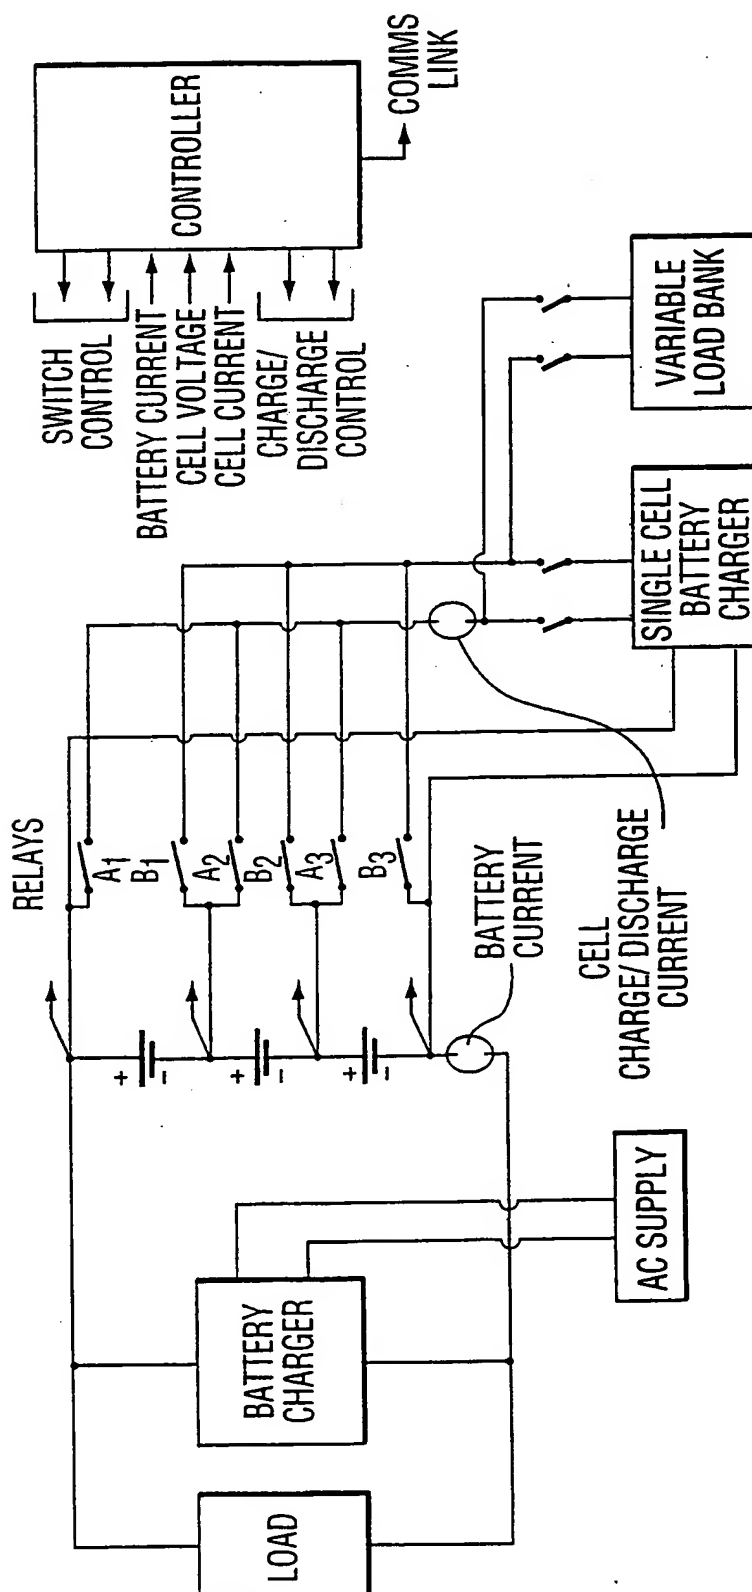 LOAD
BATTERY
CHARGER
AC SUPPLY
+
-
+
-
+
-
RELAYS
A1
B1
A2
B2
A3
B3
BATTERY
CURRENT
CELL
CHARGE/DISCHARGE
CURRENT
SINGLE CELL
BATTERY
CHARGER
VARIABLE
LOAD BANK
SWITCH
CONTROL
BATTERY CURRENT
CELL VOLTAGE
CELL CURRENT
CHARGE/
DISCHARGE
CONTROL
CONTROLLER
COMMS
LINK